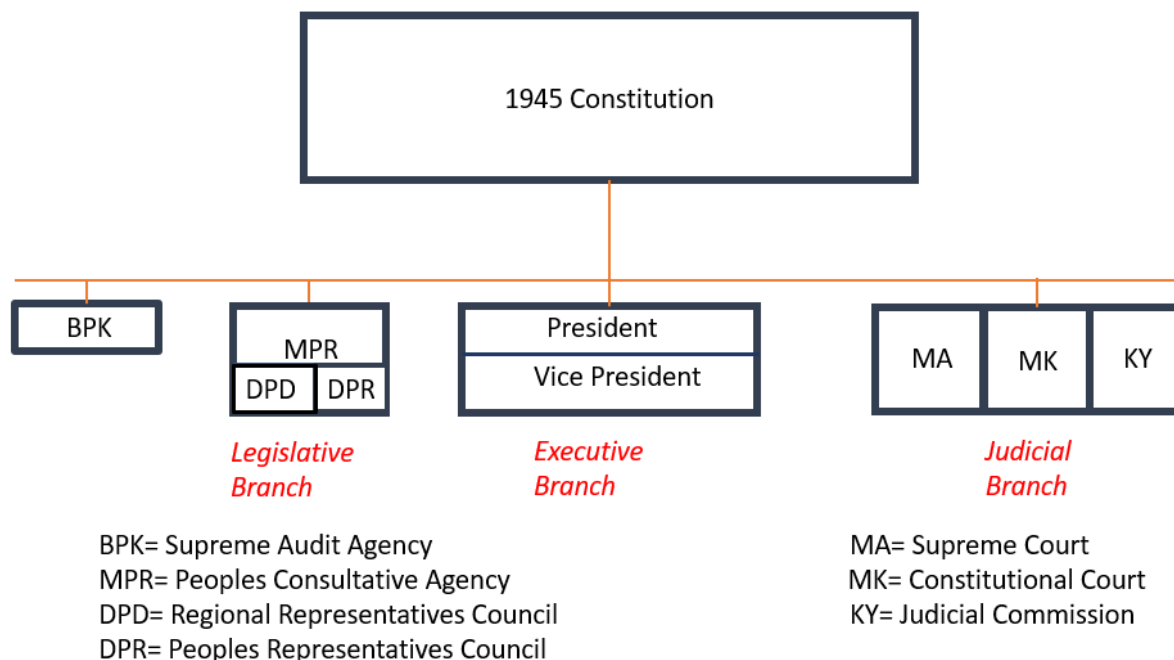 1945 Constitution
BPK
MPR
DPD
DPR
President
Vice President
MA
MK
KY
Legislative
Branch
Executive
Branch
Judicial
Branch
BPK= Supreme Audit Agency
MPR= Peoples Consultative Agency
DPD= Regional Representatives Council
DPR= Peoples Representatives Council
MA= Supreme Court
MK= Constitutional Court
KY= Judicial Commission